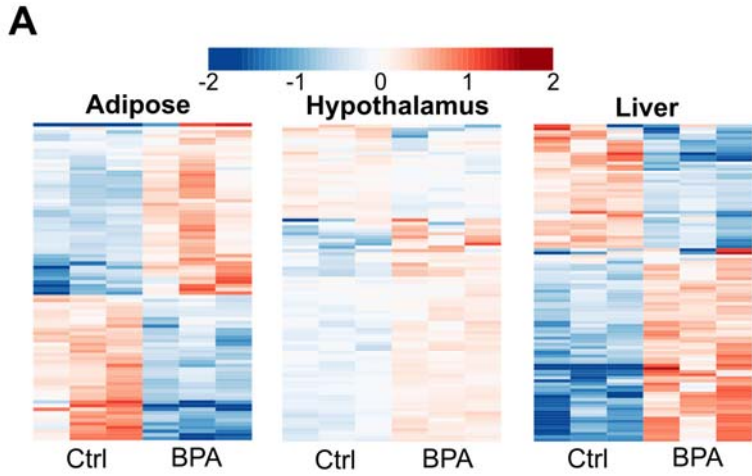 A
-2 -1 0 1 2
Adipose Hypothalamus Liver
Ctrl BPA Ctrl BPA Ctrl BPA